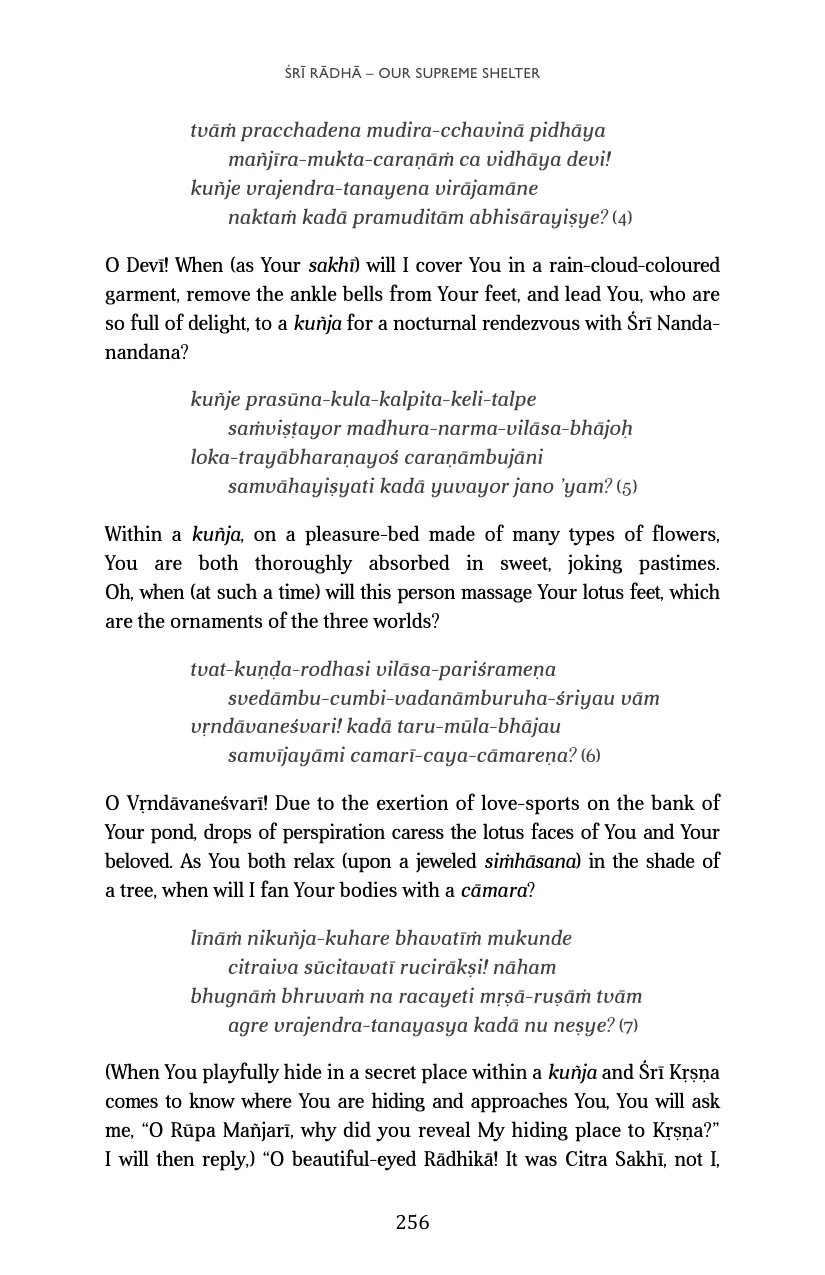 ŚRĪ RĀDHĀ – OUR SUPREME SHELTER
tvāṁ pracchadena mudira-cchavinā pidhāya
mañjīra-mukta-caraṇāṁ ca vidhāya devi!
kuñje vrajendra-tanayena virājamāne
naktaṁ kadā pramuditām abhisārayiṣye? (4)
O Devī! When (as Your sakhī) will I cover You in a rain-cloud-coloured
garment, remove the ankle bells from Your feet, and lead You, who are
so full of delight, to a kuñja for a nocturnal rendezvous with Śrī Nanda-
nandana?
kuñje prasūna-kula-kalpita-keli-talpe
saṁviṣṭayor madhura-narma-vilāsa-bhājoḥ
loka-trayābharaṇayoś caraṇāmbujāni
samvāhayiṣyati kadā yuvayor jano ’yam? (5)
Within a kuñja, on a pleasure-bed made of many types of flowers,
You are both thoroughly absorbed in sweet, joking pastimes.
Oh, when (at such a time) will this person massage Your lotus feet, which
are the ornaments of the three worlds?
tvat-kuṇḍa-rodhasi vilāsa-pariśrameṇa
svedāmbu-cumbi-vadanāmburuha-śriyau vām
vṛndāvaneśvari! kadā taru-mūla-bhājau
samvījayāmi camarī-caya-cāmareṇa? (6)
O Vṛndāvaneśvarī! Due to the exertion of love-sports on the bank of
Your pond, drops of perspiration caress the lotus faces of You and Your
beloved. As You both relax (upon a jeweled siṁhāsana) in the shade of
a tree, when will I fan Your bodies with a cāmara?
līnāṁ nikuñja-kuhare bhavatīṁ mukunde
citraiva sūcitavatī rucirākṣi! nāham
bhugnāṁ bhruvaṁ na racayeti mṛṣā-ruṣāṁ tvām
agre vrajendra-tanayasya kadā nu neṣye? (7)
(When You playfully hide in a secret place within a kuñja and Śrī Kṛṣṇa
comes to know where You are hiding and approaches You, You will ask
me, “O Rūpa Mañjarī, why did you reveal My hiding place to Kṛṣṇa?”
I will then reply,) “O beautiful-eyed Rādhikā! It was Citra Sakhī, not I,
256